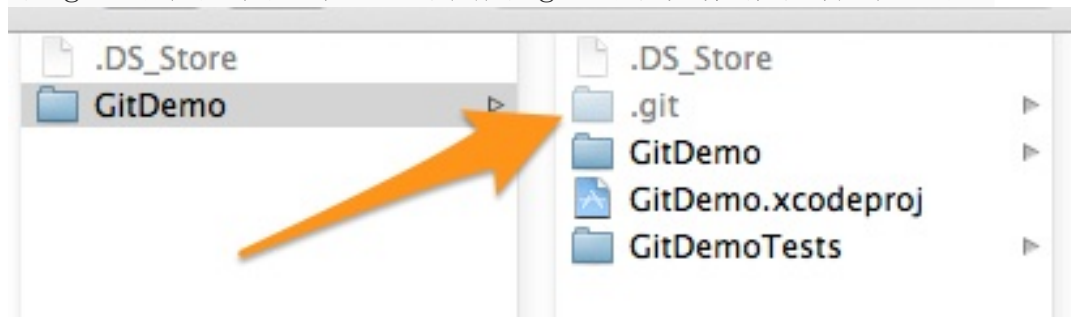 .DS_Store
GitDemo
.DS_Store
.git
GitDemo
GitDemo.xcodeproj
GitDemoTests